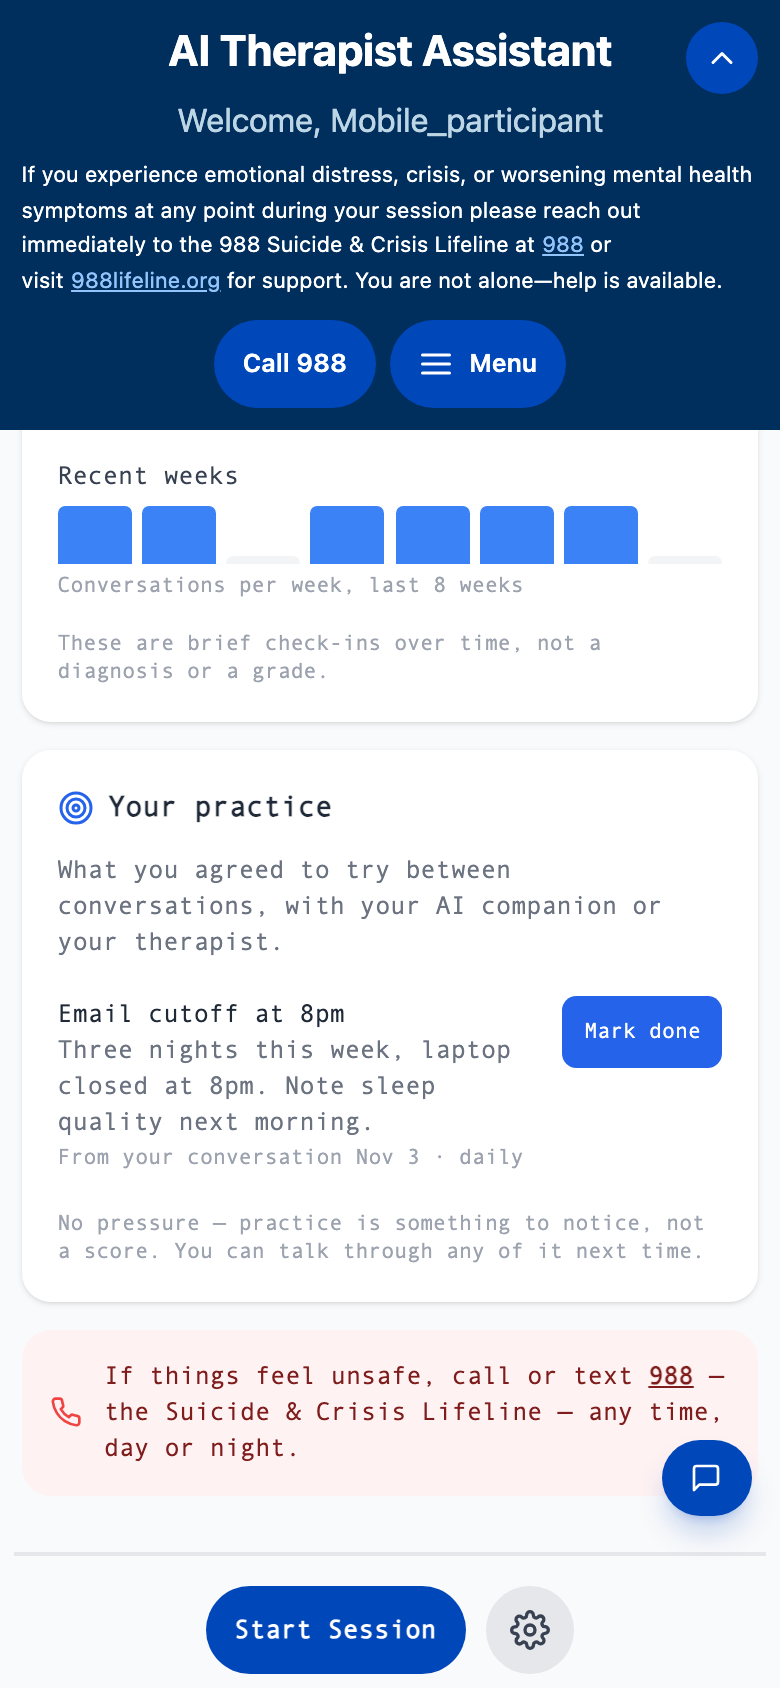 AI Therapist Assistant
Welcome, Mobile_participant
If you experience emotional distress, crisis, or worsening mental health
symptoms at any point during your session please reach out
immediately to the 988 Suicide & Crisis Lifeline at 988 or
visit 988lifeline.org for support. You are not alone—help is available.
Call 988
Menu
Recent weeks
Conversations per week, last 8 weeks
These are brief check-ins over time, not a
diagnosis or a grade.
Your practice
What you agreed to try between
conversations, with your AI companion or
your therapist.
Email cutoff at 8pm
Mark done
Three nights this week, laptop
closed at 8pm. Note sleep
quality next morning.
From your conversation Nov 3 · daily
No pressure — practice is something to notice, not
a score. You can talk through any of it next time.
If things feel unsafe, call or text 988 —
the Suicide & Crisis Lifeline — any time,
day or night.
Start Session